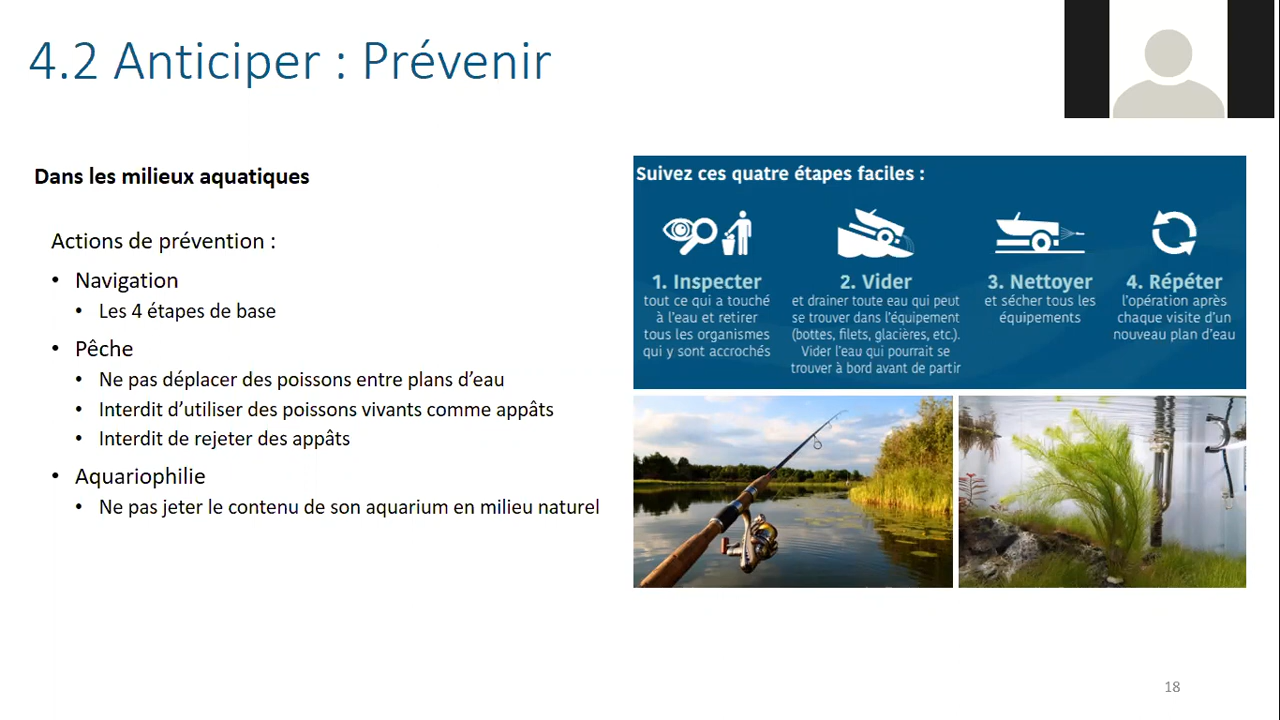 4.2 Anticiper : Prévenir
Dans les milieux aquatiques
Actions de prévention :
• Navigation
• Les 4 étapes de base
• Pêche
• Ne pas déplacer des poissons entre plans d’eau
• Interdit d’utiliser des poissons vivants comme appâts
• Interdit de rejeter des appâts
• Aquariophilie
• Ne pas jeter le contenu de son aquarium en milieu naturel
Suivez ces quatre étapes faciles :
1. Inspecter
tout ce qui a touché
à l’eau et retirer
tous les organismes
qui y sont accrochés
2. Vider
et drainer toute eau qui peut
se trouver dans l’équipement
(bottes, filets, glacières, etc.).
Vider l’eau qui pourrait se
trouver à bord avant de partir
3. Nettoyer
et sécher tous les
équipements
4. Répéter
l’opération après
chaque visite d’un
nouveau plan d’eau
18